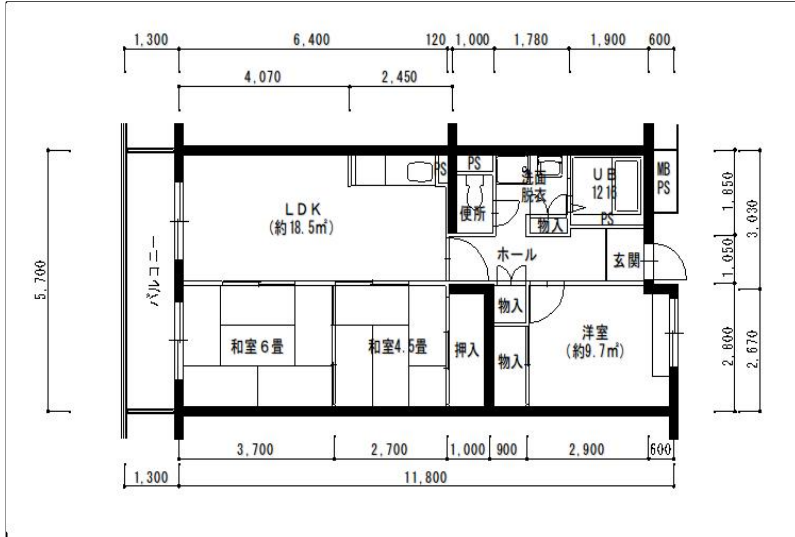 1,300
6,400
120
1,000
1,780
1,900
600
4,070
2,450
PS
PS
洗面
脱衣
UB
1216
MB
PS
LDK
(約18.5㎡)
便所
物入
PS
ホール
玄関
バルコニー
5,700
1,850
3,030
1,050
2,800
2,670
和室6畳
和室4.5畳
押入
物入
物入
洋室
(約9.7㎡)
3,700
2,700
1,000
900
2,900
600
1,300
11,800